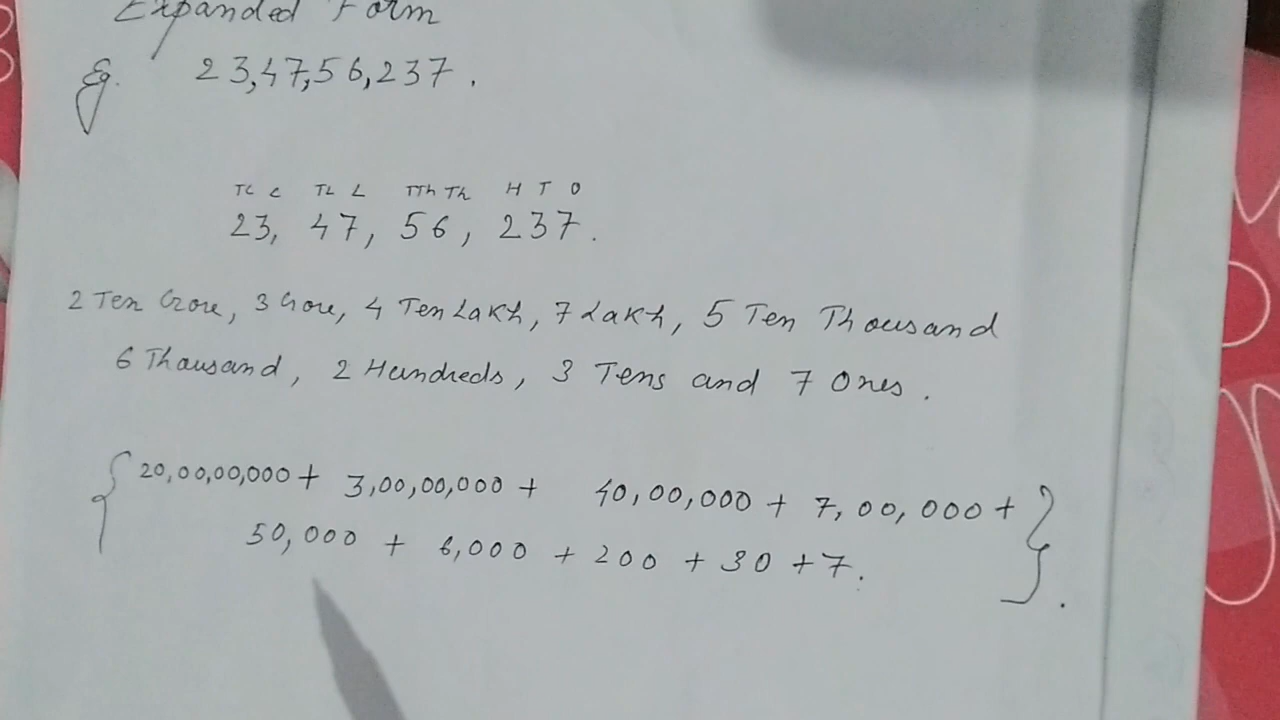 Expanded Form
Eg. 23,47,56,237.
TC C TL L TTh Th H T O
23, 47, 56, 237.
2 Ten Crore, 3 Crore, 4 Ten Lakh, 7 Lakh, 5 Ten Thousand
6 Thousand, 2 Hundreds, 3 Tens and 7 Ones.
{20,00,00,000 + 3,00,00,000 + 40,00,000 + 7,00,000 +
50,000 + 6,000 + 200 + 30 + 7.}.